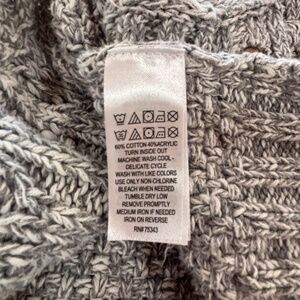 60% COTTON 40%ACRYLIC
TURN INSIDE OUT
MACHINE WASH COOL -
DELICATE CYCLE
WASH WITH LIKE COLORS
USE ONLY NON-CHLORINE
BLEACH WHEN NEEDED
TUMBLE DRY LOW
REMOVE PROMPTLY
MEDIUM IRON IF NEEDED
IRON ON REVERSE
RN# 75343